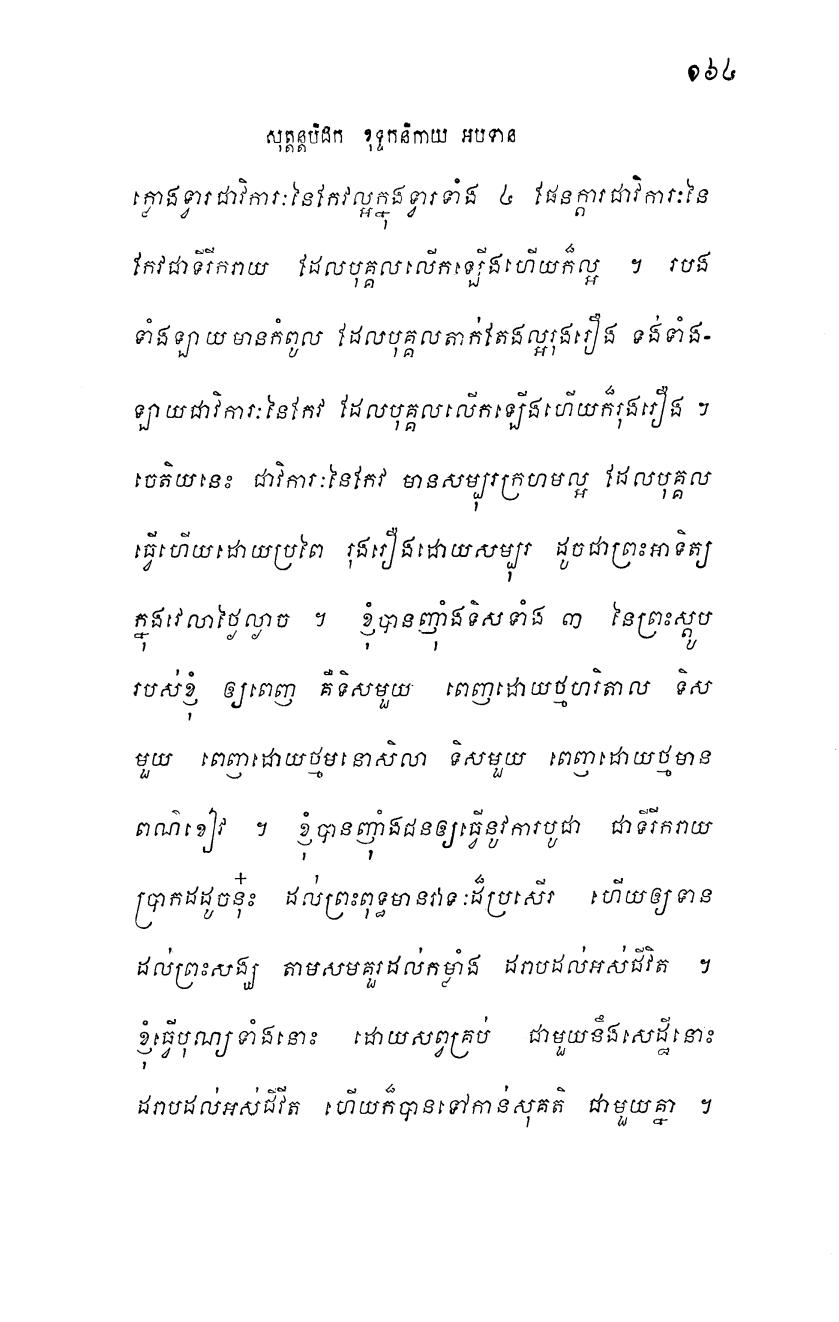 ១៦៤
សុត្តន្តបិដក ខុទ្ទកនិកាយ អបទាន
ក្លោងទ្វារជាវិការៈនៃកែវល្អក្នុងទ្វារទាំង ៤ ផែនក្តារជាវិការៈនៃ
កែវជាទីរីករាយ ដែលបុគ្គលលើកឡើងហើយក៏ល្អ ។ របង
ទាំងឡាយមានកំពូល ដែលបុគ្គលតាក់តែងល្អរុងរឿង ទង់ទាំង-
ឡាយជាវិការៈនៃកែវ ដែលបុគ្គលលើកឡើងហើយក៏រុងរឿង ។
ចេតិយនេះ ជាវិការៈនៃកែវ មានសម្បុរក្រហមល្អ ដែលបុគ្គល
ធ្វើហើយដោយប្រពៃ រុងរឿងដោយសម្បុរ ដូចជាព្រះអាទិត្យ
ក្នុងវេលាថ្ងៃល្ងាច ។ ខ្ញុំបានញ៉ាំងទិសទាំង ៣ នៃព្រះស្តូប
របស់ខ្ញុំ ឲ្យពេញ គឺទិសមួយ ពេញដោយថ្មហរិតាល ទិស
មួយ ពេញដោយថ្មមនោសិលា ទិសមួយ ពេញដោយថ្មមាន
ពណ៌ខៀវ ។ ខ្ញុំបានញ៉ាំងជនឲ្យធ្វើនូវការបូជា ជាទីរីករាយ
ប្រាកដដូច្នុ៎ះ ដល់ព្រះពុទ្ធមានវាទៈដ៏ប្រសើរ ហើយឲ្យទាន
ដល់ព្រះសង្ឃ តាមសមគួរដល់កម្លាំង ដរាបដល់អស់ជីវិត ។
ខ្ញុំធ្វើបុណ្យទាំងនោះ ដោយសព្វគ្រប់ ជាមួយនឹងសេដ្ឋីនោះ
ដរាបដល់អស់ជីវិត ហើយក៏បានទៅកាន់សុគតិ ជាមួយគ្នា ។